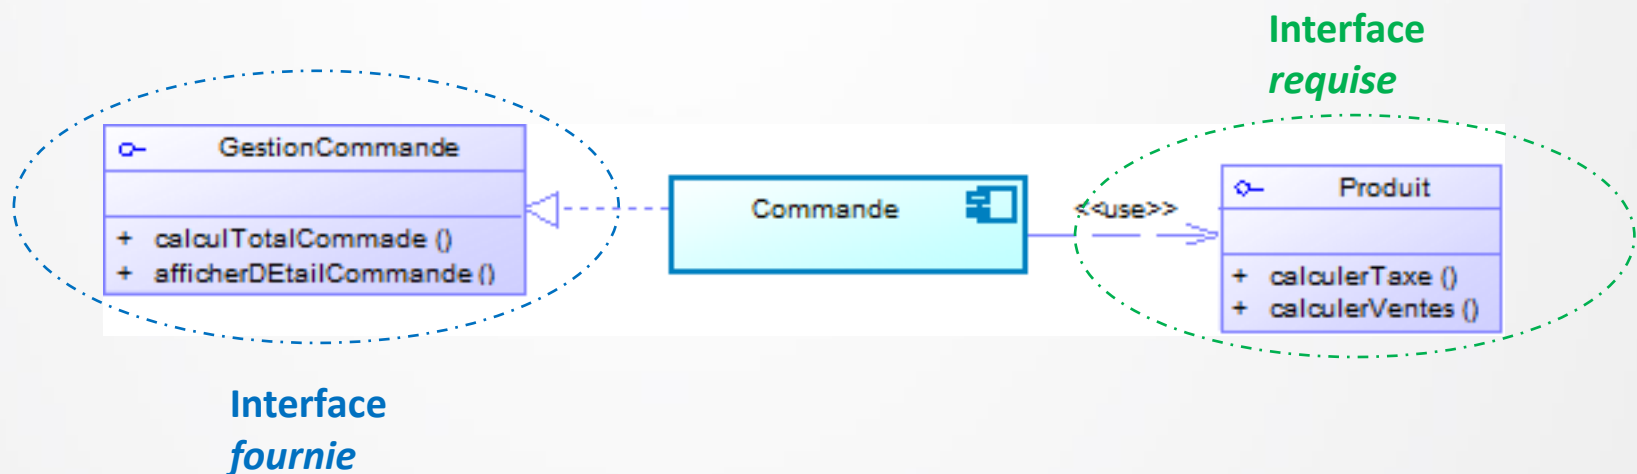 Interface
requise
GestionCommande
+ calculTotalCommade ()
+ afficherDEtailCommande ()
Commande
<<use>>
Produit
+ calculerTaxe ()
+ calculerVentes ()
Interface
fournie